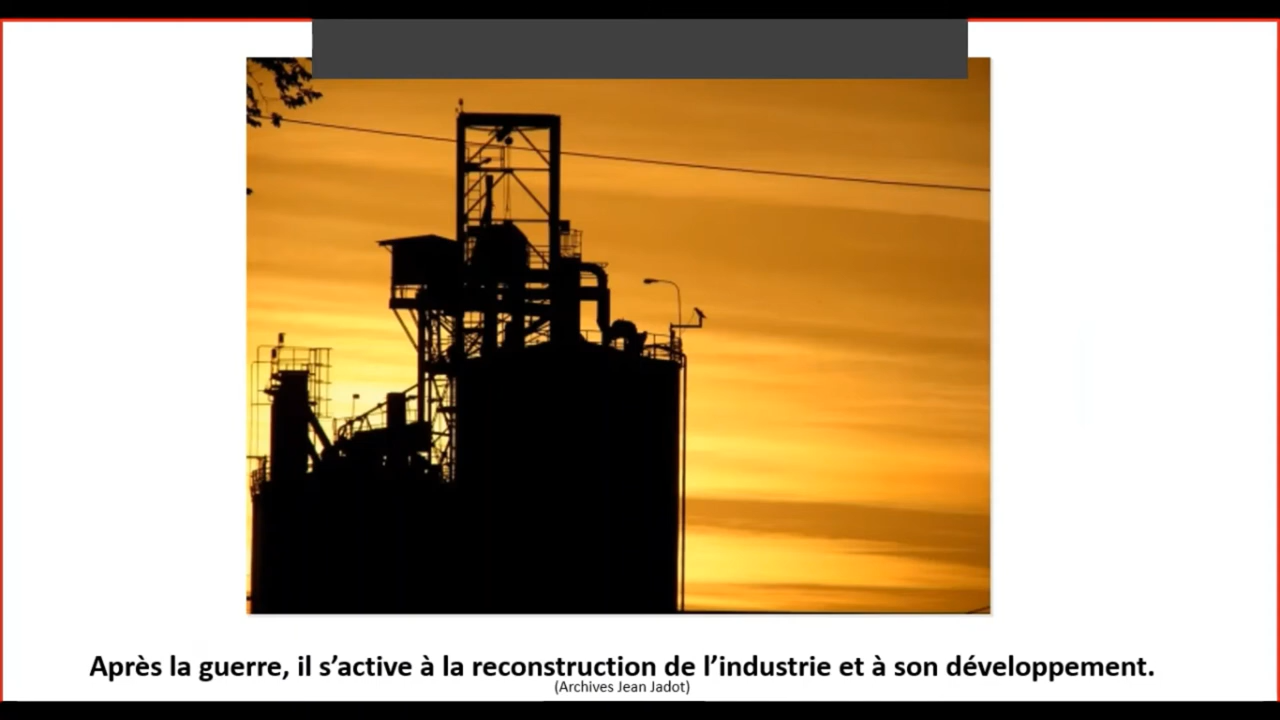 Après la guerre, il s’active à la reconstruction de l’industrie et à son développement.
(Archives Jean Jadot)